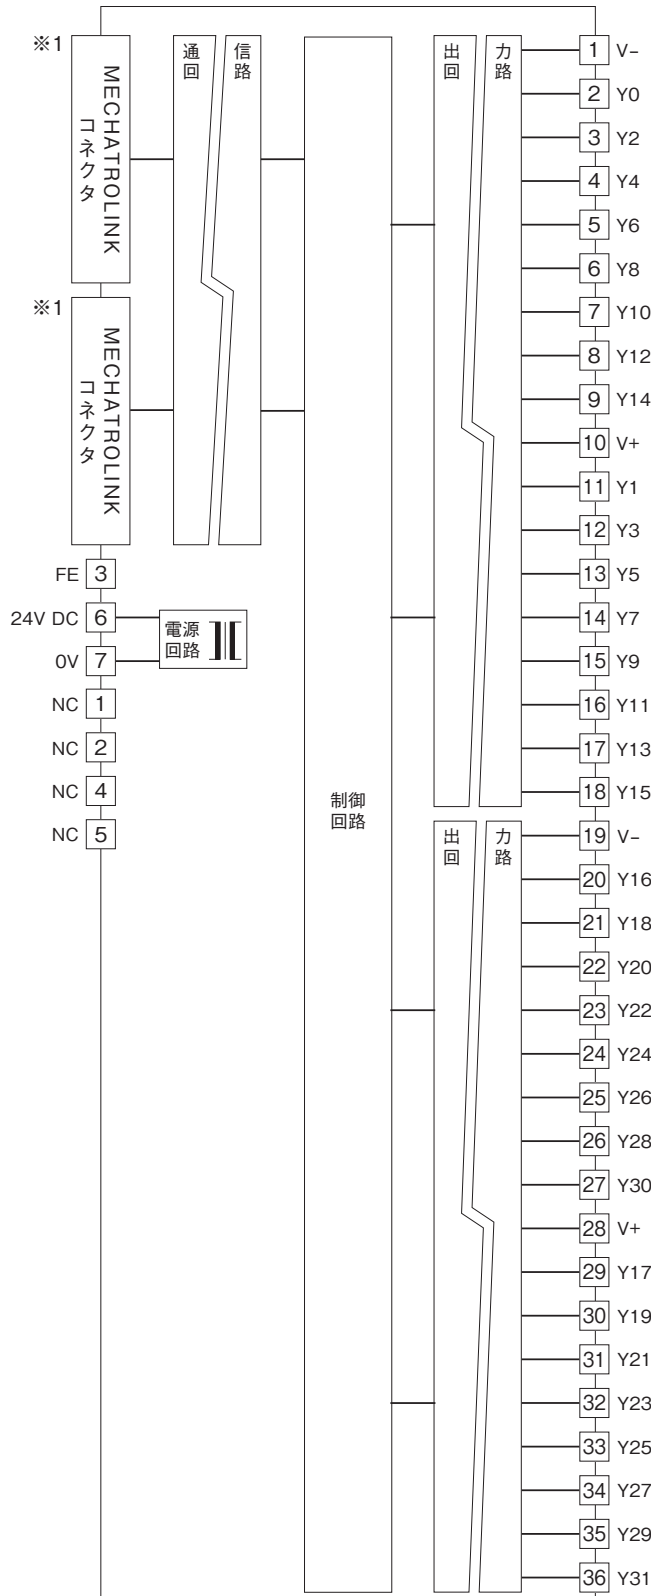 ※1
MECHATROLINK
コネクタ
※1
MECHATROLINK
コネクタ
FE 3
24V DC 6
0V 7
NC 1
NC 2
NC 4
NC 5
通信
回路
電源
回路
制御
回路
出力
回路
出力
回路
1 V−
2 Y0
3 Y2
4 Y4
5 Y6
6 Y8
7 Y10
8 Y12
9 Y14
10 V+
11 Y1
12 Y3
13 Y5
14 Y7
15 Y9
16 Y11
17 Y13
18 Y15
19 V−
20 Y16
21 Y18
22 Y20
23 Y22
24 Y24
25 Y26
26 Y28
27 Y30
28 V+
29 Y17
30 Y19
31 Y21
32 Y23
33 Y25
34 Y27
35 Y29
36 Y31